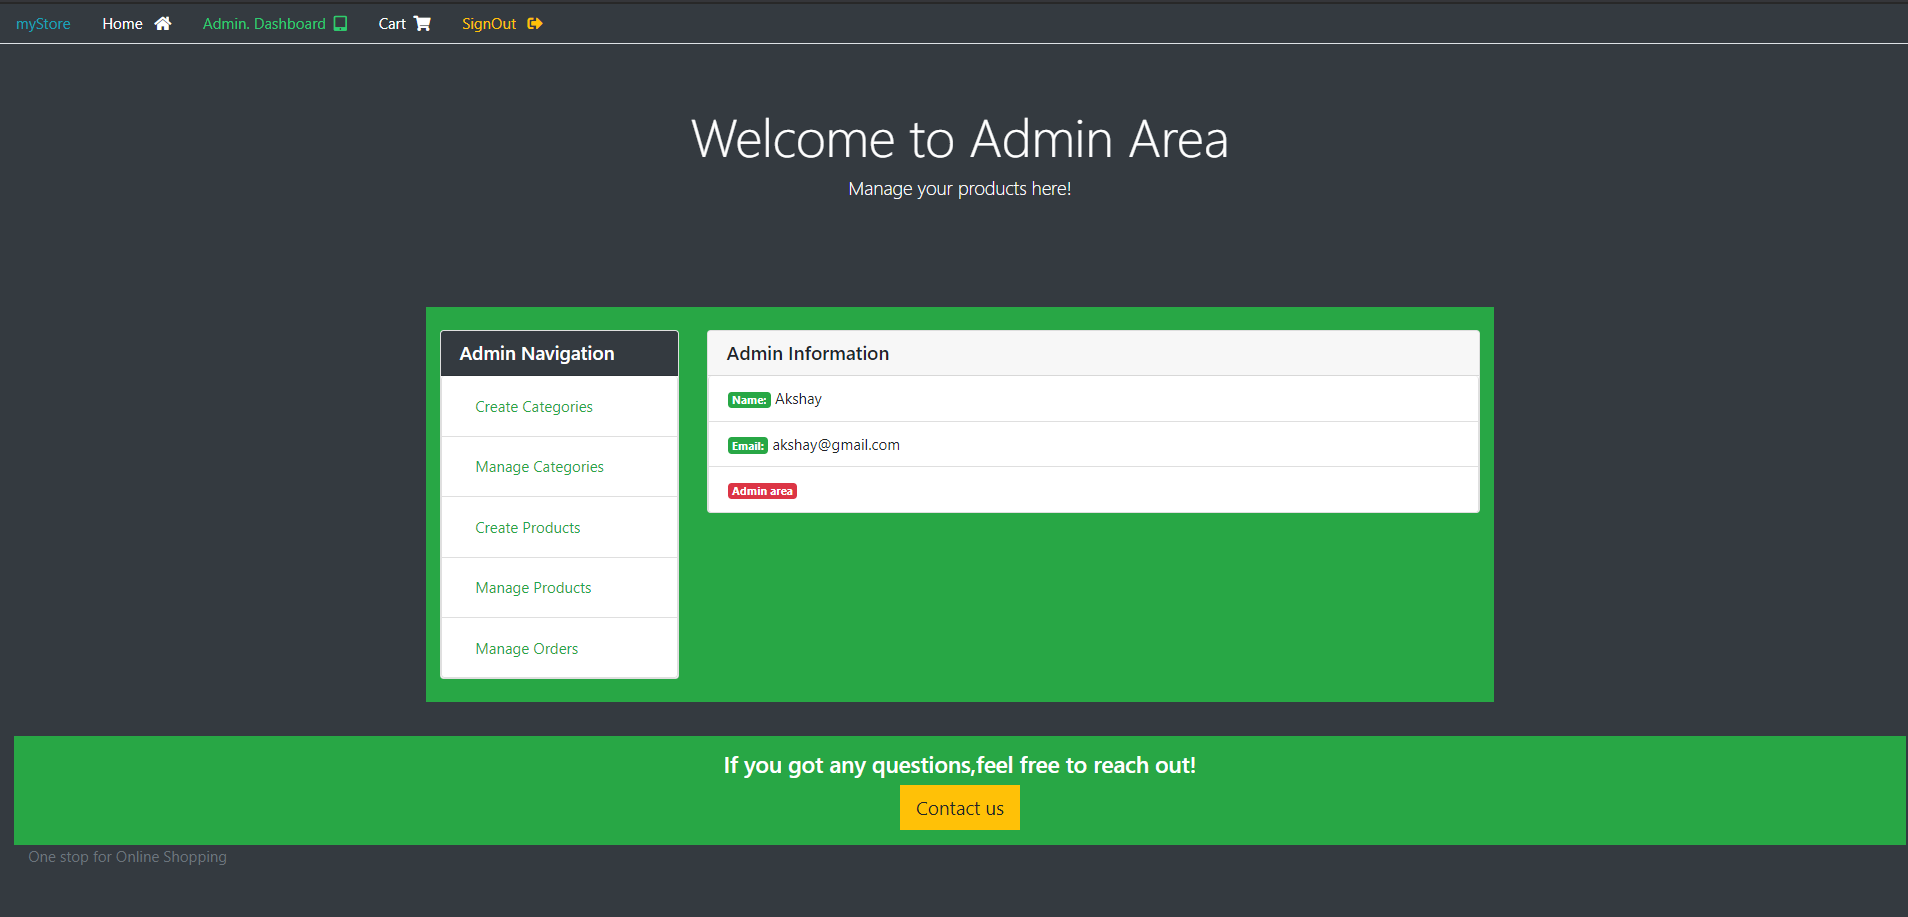 myStore Home Admin. Dashboard Cart SignOut
Welcome to Admin Area
Manage your products here!
Admin Navigation
Create Categories
Manage Categories
Create Products
Manage Products
Manage Orders
Admin Information
Name: Akshay
Email: akshay@gmail.com
Admin area
If you got any questions,feel free to reach out!
Contact us
One stop for Online Shopping